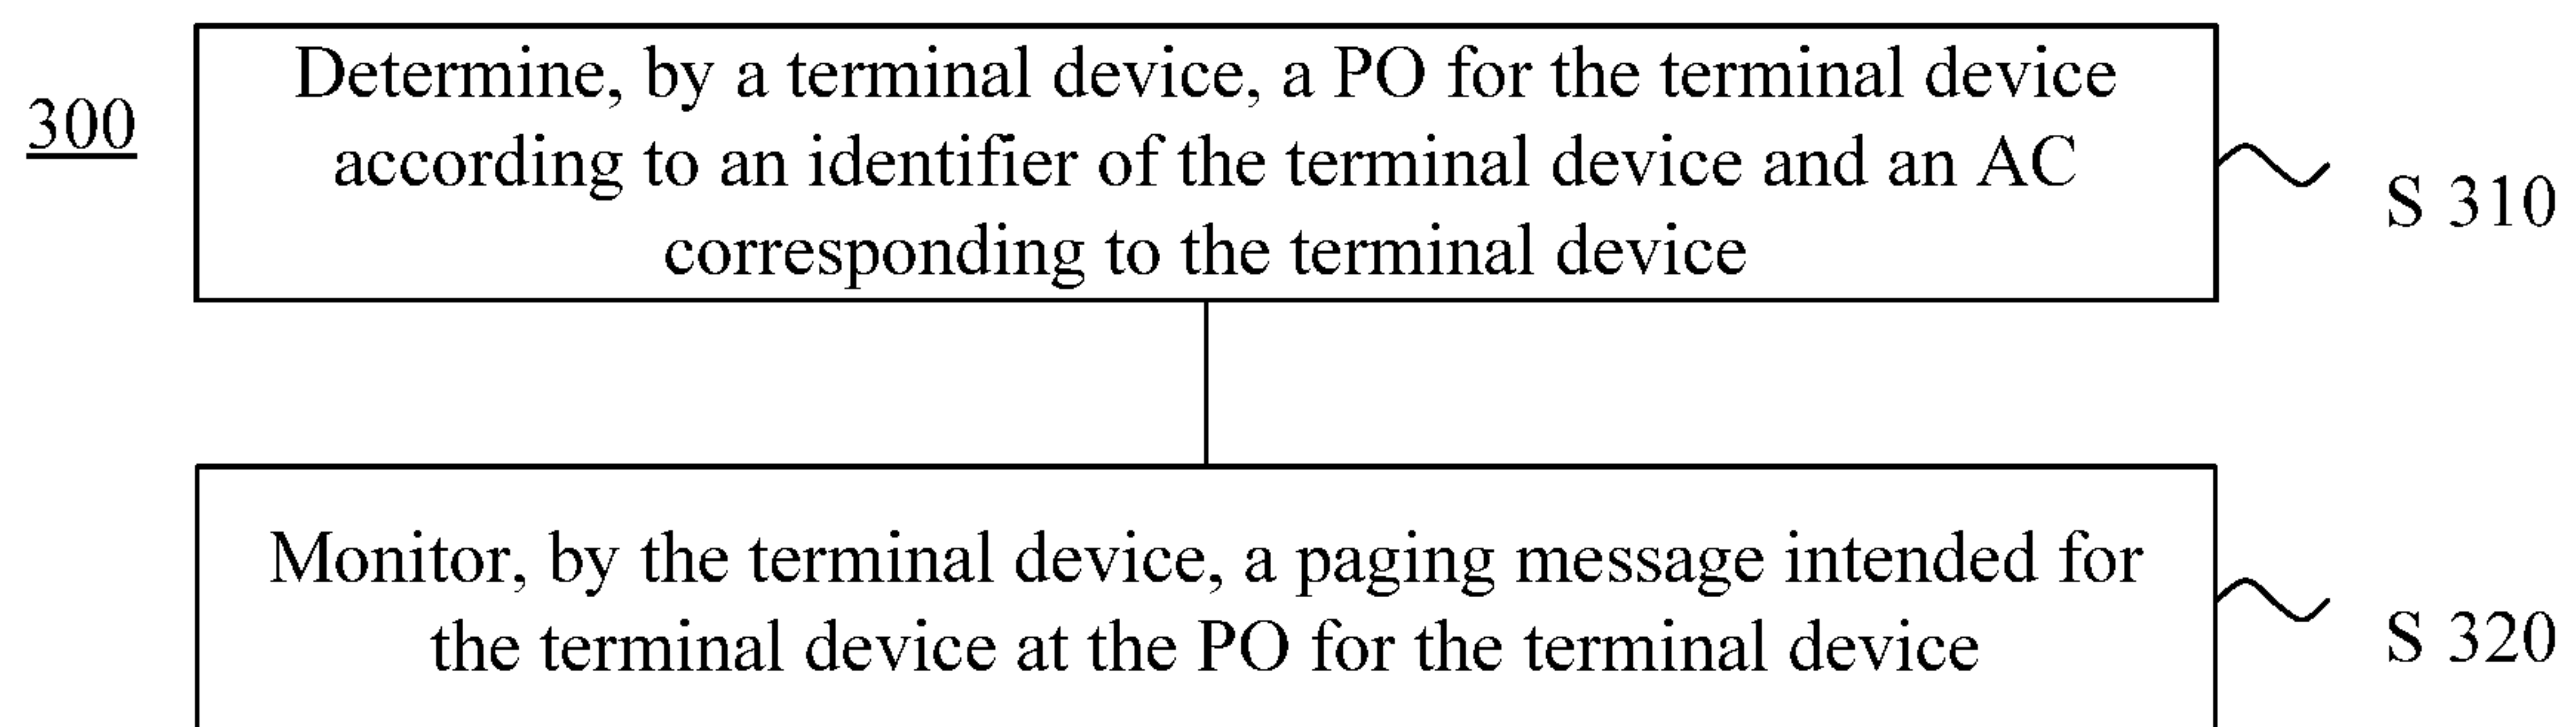 300
Determine, by a terminal device, a PO for the terminal device
according to an identifier of the terminal device and an AC
corresponding to the terminal device
S 310
Monitor, by the terminal device, a paging message intended for
the terminal device at the PO for the terminal device
S 320